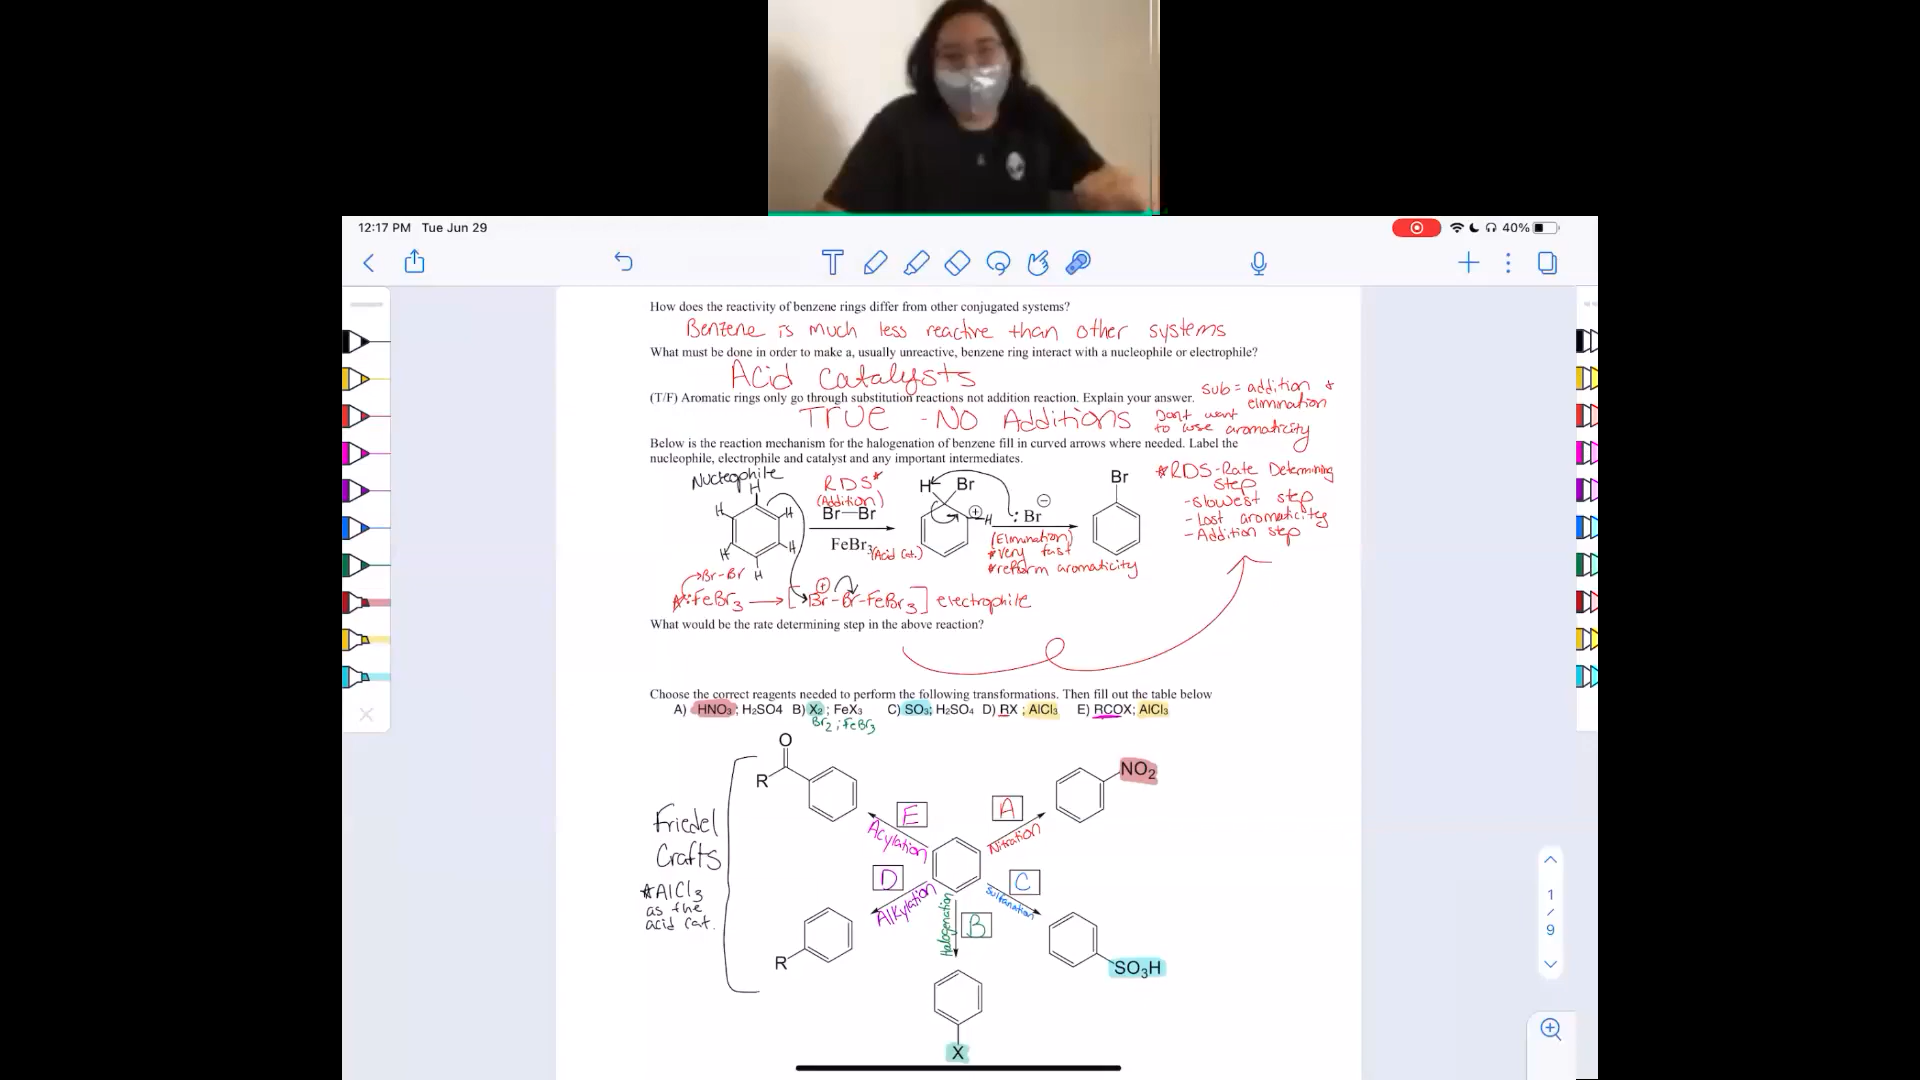 12:17 PM Tue Jun 29
40%
How does the reactivity of benzene rings differ from other conjugated systems?
Benzene is much less reactive than other systems
What must be done in order to make a, usually unreactive, benzene ring interact with a nucleophile or electrophile?
Acid catalysts
(T/F) Aromatic rings only go through substitution reactions not addition reaction. Explain your answer.
sub = addition & elimination
TRUE - No Additions
Dont want to lose aromaticity
Below is the reaction mechanism for the halogenation of benzene fill in curved arrows where needed. Label the
nucleophile, electrophile and catalyst and any important intermediates.
Nucleophile
H
H
H
H
H
H
RDS*
(Addition)
Br—Br
FeBr3 (Acid Cat.)
H Br
⊕ H
: Br ⊖
(Elimination)
*very fast
*reform aromaticity
Br
*RDS-Rate Determining
Step
-slowest step
-Lost aromaticity
-Addition step
Br-Br
*:FeBr3 → [Br-Br-FeBr3] electrophile
⊕
What would be the rate determining step in the above reaction?
Choose the correct reagents needed to perform the following transformations. Then fill out the table below
A) HNO3; H2SO4 B) X2; FeX3 C) SO3; H2SO4 D) RX ; AlCl3 E) RCOX; AlCl3
Br2 ; FeBr3
O
R
NO2
E
A
Acylation
Nitration
Friedel
Crafts
*AlCl3
as the
acid cat.
D
C
Alkylation
Sulfanation
Halogenation
B
R
SO3H
X
1
/
9